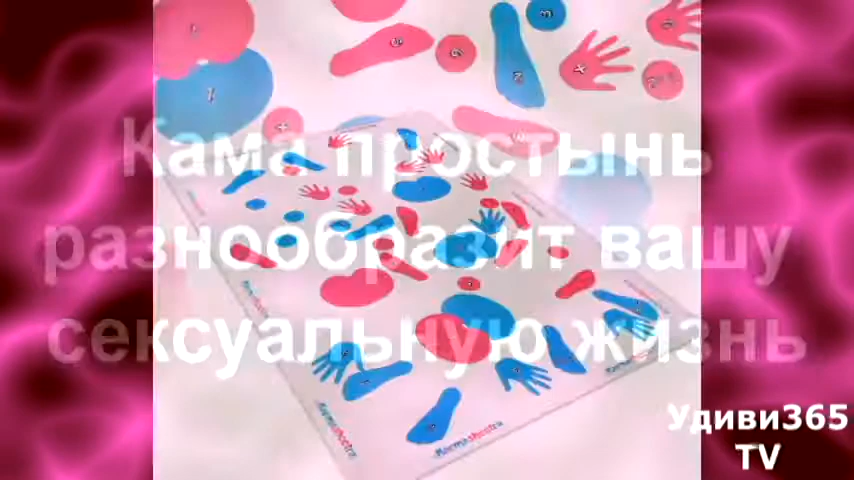 Кама простынь
разнообразит вашу
сексуальную жизнь
Удиви365
TV